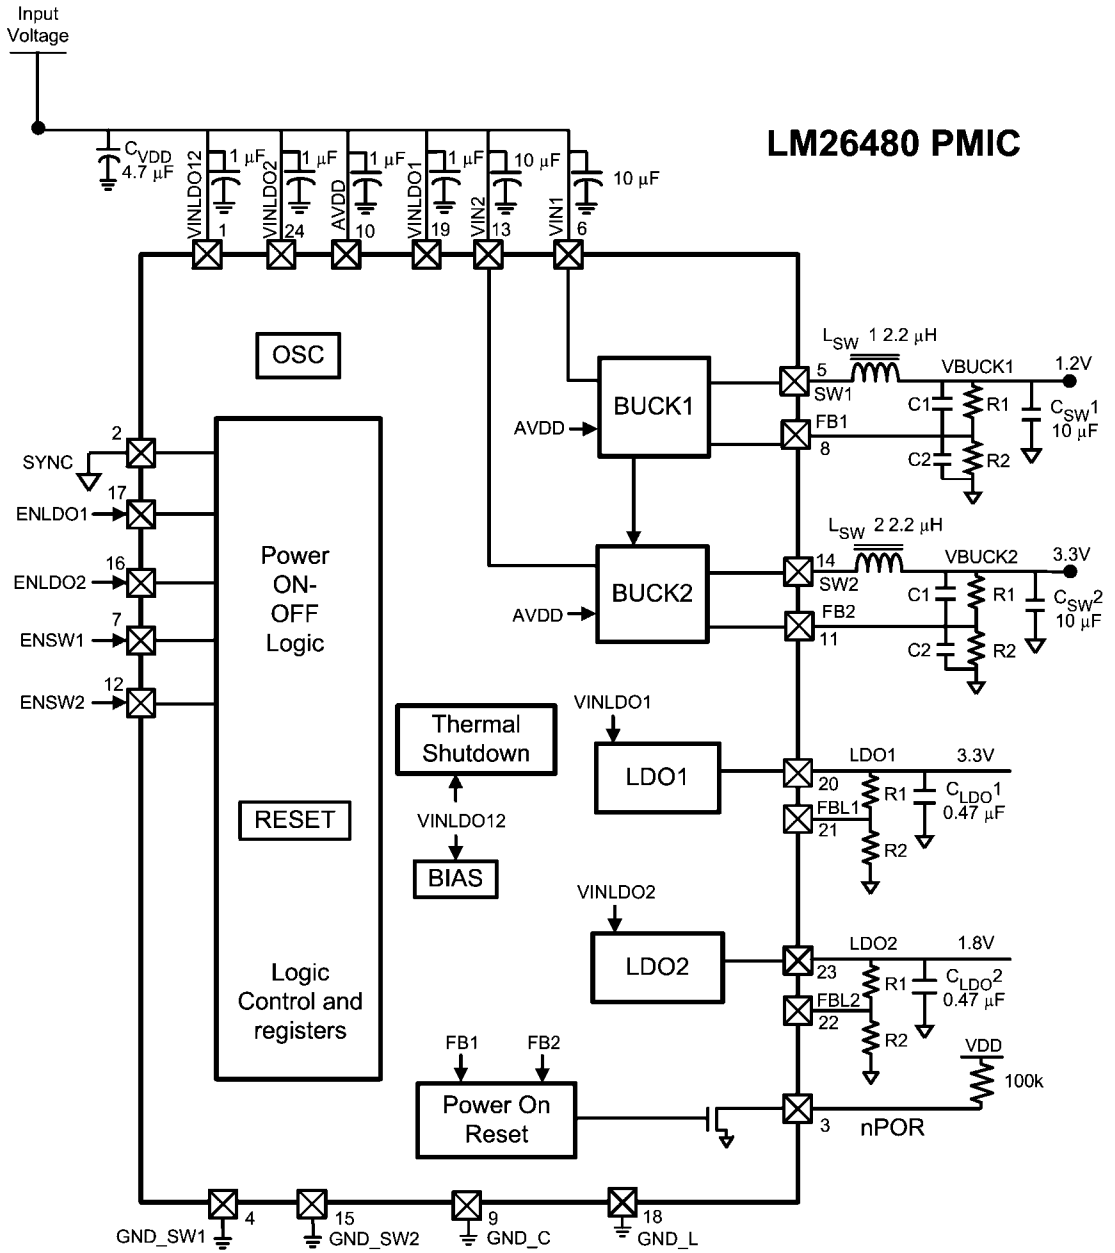 Input
Voltage
LM26480 PMIC
CVDD
4.7 µF
VINLDO12
1 µF
1
VINLDO2
1 µF
24
AVDD
1 µF
10
VINLDO1
1 µF
19
VIN2
10 µF
13
VIN1
10 µF
6
OSC
2
SYNC
17
ENLDO1
16
ENLDO2
7
ENSW1
12
ENSW2
Power
ON-
OFF
Logic
RESET
Logic
Control and
registers
BUCK1
AVDD
BUCK2
AVDD
5
SW1
FB1
8
LSW 1 2.2 µH
VBUCK1
1.2V
C1
R1
C2
R2
CSW1
10 µF
14
SW2
FB2
11
LSW 2 2.2 µH
VBUCK2
3.3V
C1
R1
C2
R2
CSW2
10 µF
Thermal
Shutdown
VINLDO12
BIAS
VINLDO1
LDO1
20
LDO1
3.3V
FBL1
21
R1
R2
CLDO1
0.47 µF
VINLDO2
LDO2
23
LDO2
1.8V
FBL2
22
R1
R2
CLDO2
0.47 µF
FB1
FB2
Power On
Reset
VDD
100k
3
nPOR
GND_SW1
4
15
GND_SW2
9
GND_C
18
GND_L